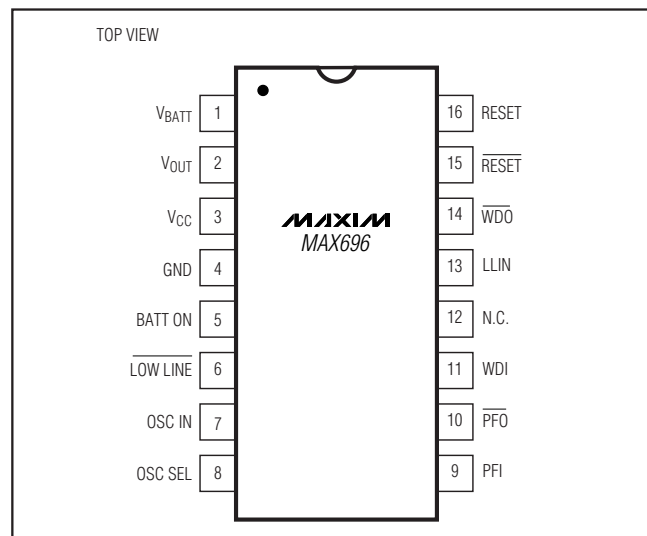 TOP VIEW
VBATT 1
VOUT 2
VCC 3
GND 4
BATT ON 5
LOW LINE 6
OSC IN 7
OSC SEL 8
MAXIM
MAX696
16 RESET
15 RESET
14 WDO
13 LLIN
12 N.C.
11 WDI
10 PFO
9 PFI